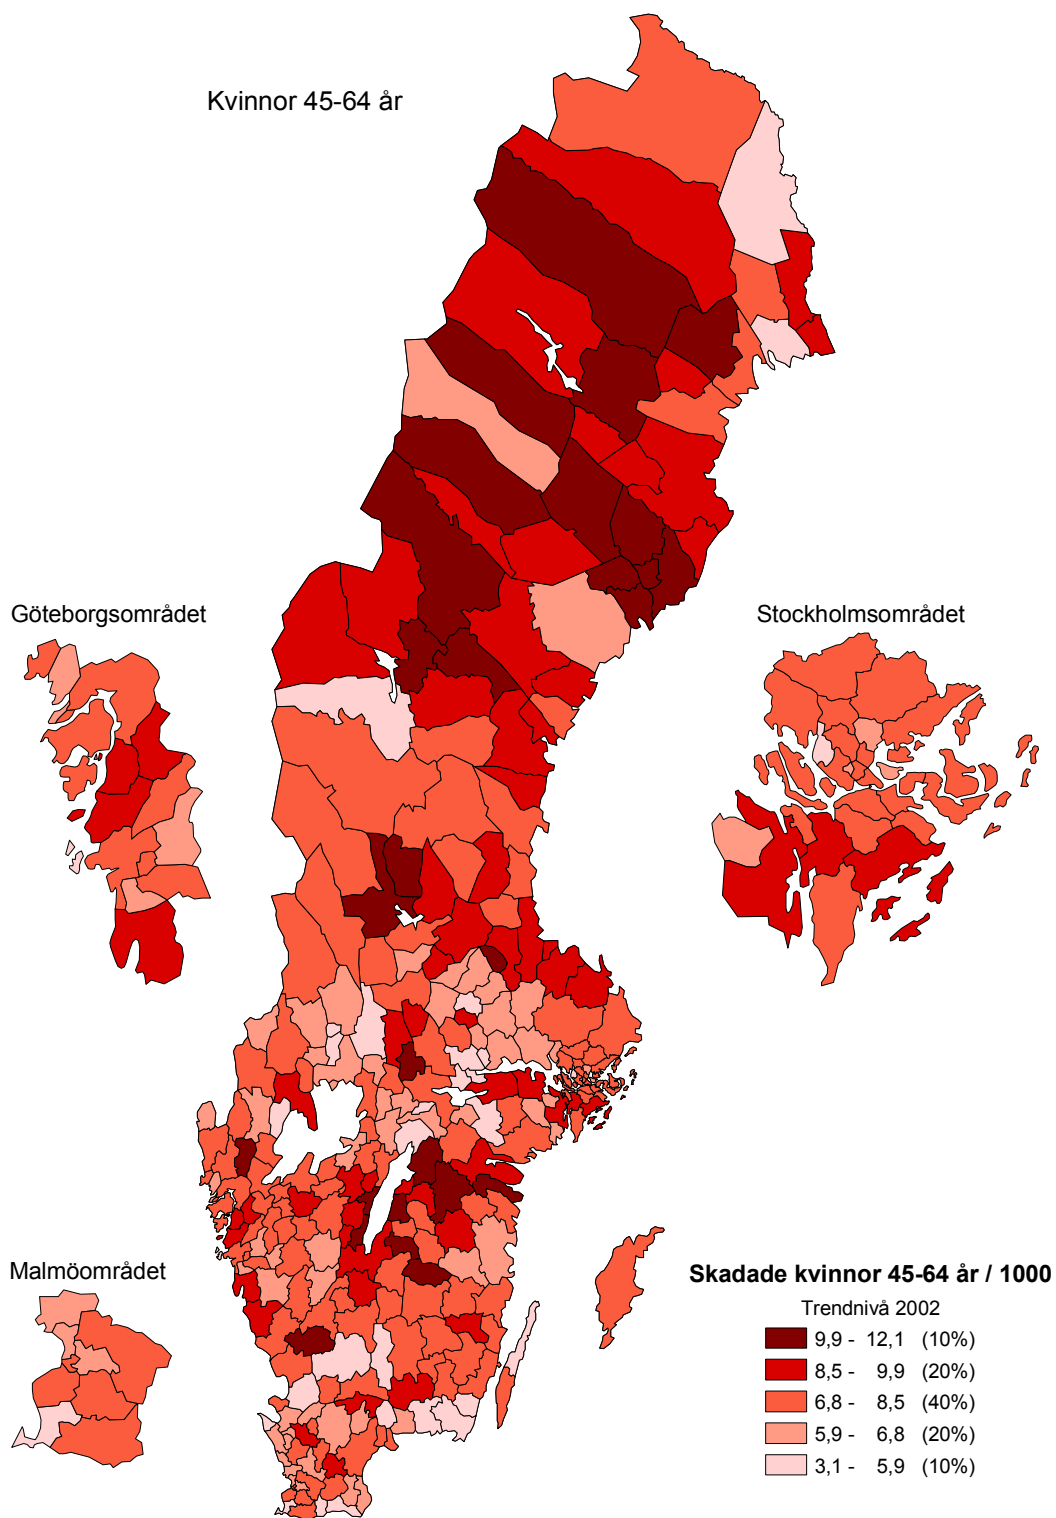 Kvinnor 45-64 år
Göteborgsområdet
Stockholmsområdet
Malmöområdet
Skadade kvinnor 45-64 år / 1000
Trendnivå 2002
9,9 - 12,1 (10%)
8,5 - 9,9 (20%)
6,8 - 8,5 (40%)
5,9 - 6,8 (20%)
3,1 - 5,9 (10%)